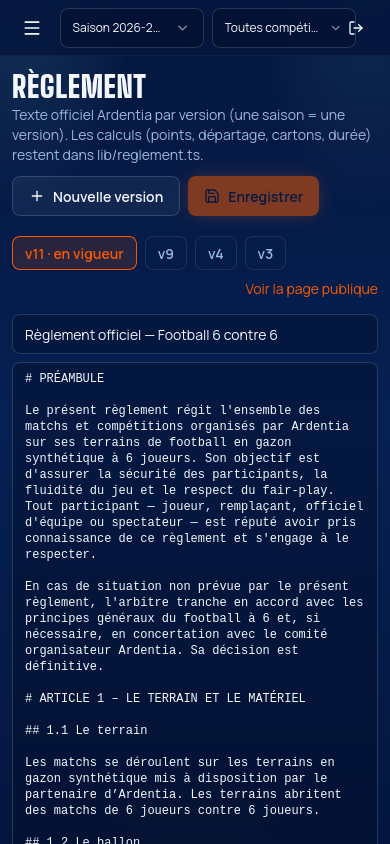 Saison 2026-2...
Toutes compéti...
RÈGLEMENT
Texte officiel Ardentia par version (une saison = une
version). Les calculs (points, départage, cartons, durée)
restent dans lib/reglement.ts.
Nouvelle version
Enregistrer
v11 · en vigueur
v9
v4
v3
Voir la page publique
Règlement officiel — Football 6 contre 6
# PRÉAMBULE
Le présent règlement régit l'ensemble des
matchs et compétitions organisés par Ardentia
sur ses terrains de football en gazon
synthétique à 6 joueurs. Son objectif est
d'assurer la sécurité des participants, la
fluidité du jeu et le respect du fair-play.
Tout participant — joueur, remplaçant, officiel
d'équipe ou spectateur — est réputé avoir pris
connaissance de ce règlement et s'engage à le
respecter.
En cas de situation non prévue par le présent
règlement, l'arbitre tranche en accord avec les
principes généraux du football à 6 et, si
nécessaire, en concertation avec le comité
organisateur Ardentia. Sa décision est
définitive.
# ARTICLE 1 – LE TERRAIN ET LE MATÉRIEL
## 1.1 Le terrain
Les matchs se déroulent sur les terrains en
gazon synthétique mis à disposition par le
partenaire d’Ardentia. Les terrains abritent
des matchs de 6 joueurs contre 6 joueurs.
## 1.2 Le ballon